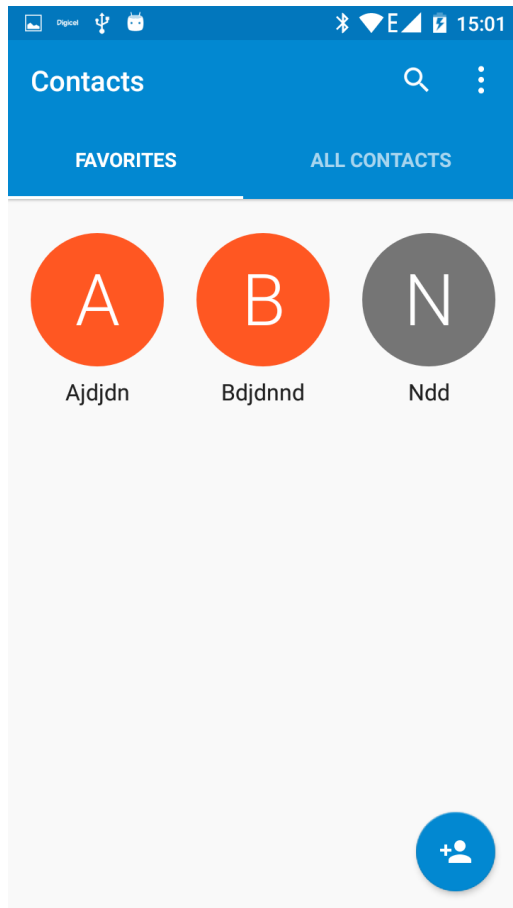 Digicel E 15:01
Contacts
FAVORITES ALL CONTACTS
A B N
Ajdjdn Bdjdnnd Ndd